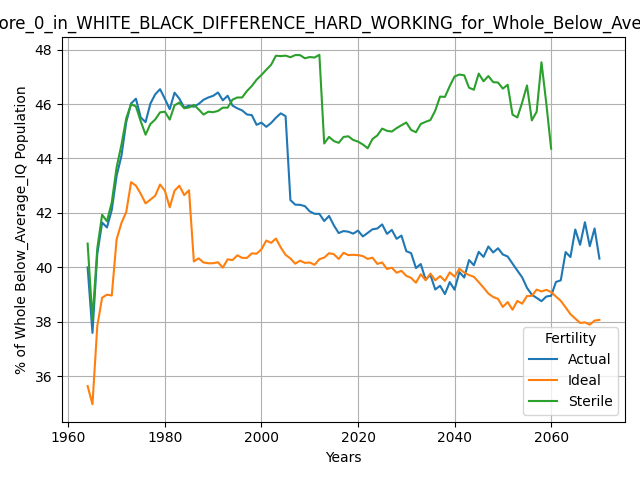 ore_0_in_WHITE_BLACK_DIFFERENCE_HARD_WORKING_for_Whole_Below_Ave
% of Whole Below_Average_IQ Population
48
46
44
42
40
38
36
1960
1980
2000
2020
2040
2060
Years
Fertility
Actual
Ideal
Sterile